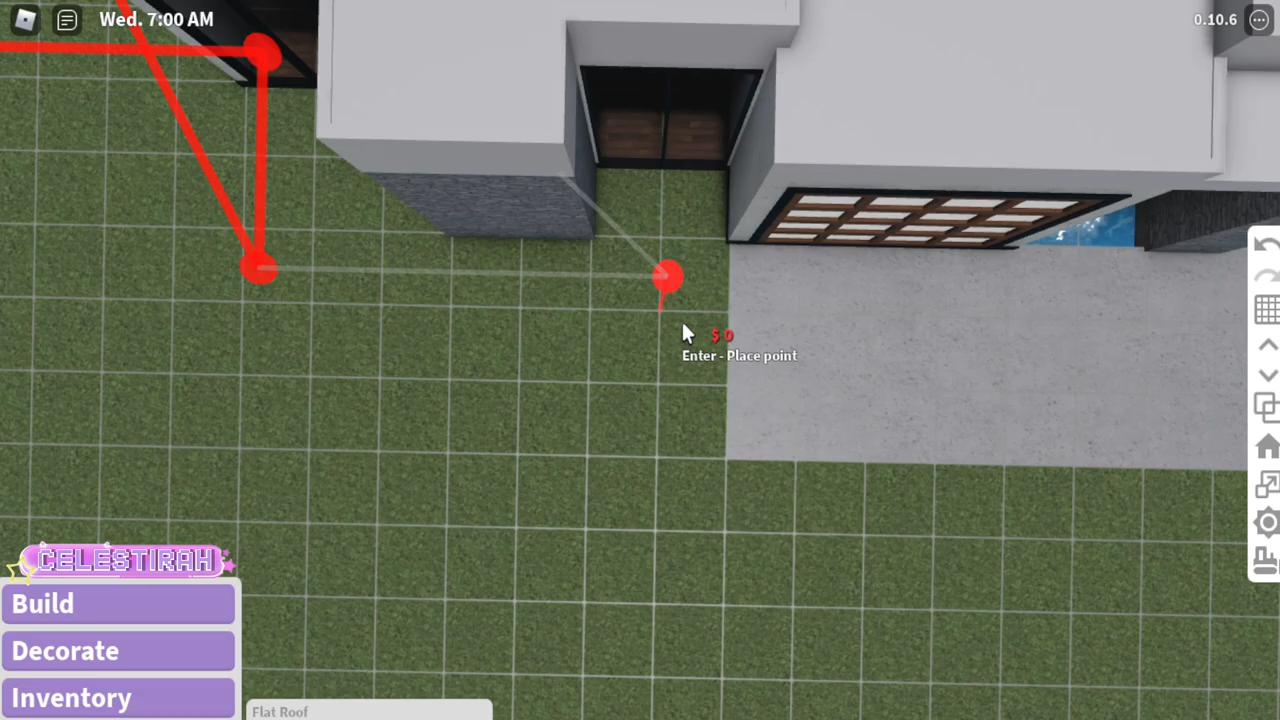 Wed. 7:00 AM
0.10.6
$ 0
Enter - Place point
CELESTIRAH
Build
Decorate
Inventory
Flat Roof